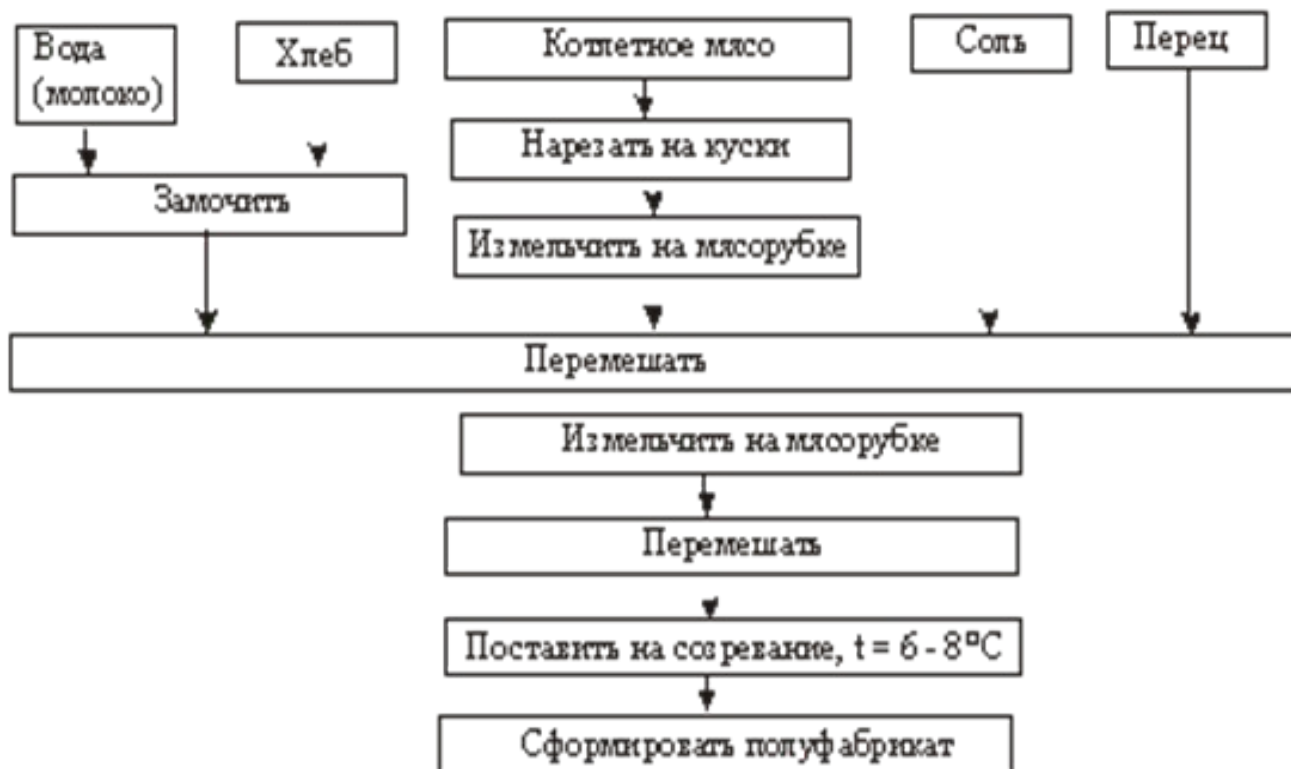 Вода
(молоко)
Хлеб
Котлетное мясо
Соль
Перец
Нарезать на куски
Замочить
Измельчить на мясорубке
Перемешать
Измельчить на мясорубке
Перемешать
Поставить на созревание, t = 6 - 8°C
Сформировать полуфабрикат